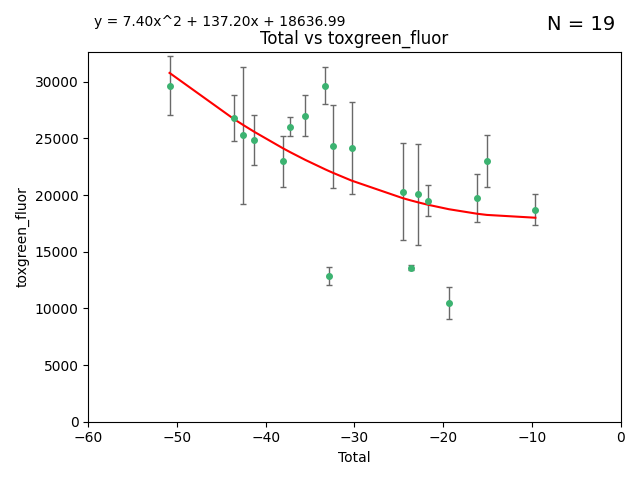 y = 7.40x^2 + 137.20x + 18636.99
N = 19
Total vs toxgreen_fluor
toxgreen_fluor
30000
25000
20000
15000
10000
5000
0
−60
−50
−40
−30
−20
−10
0
Total